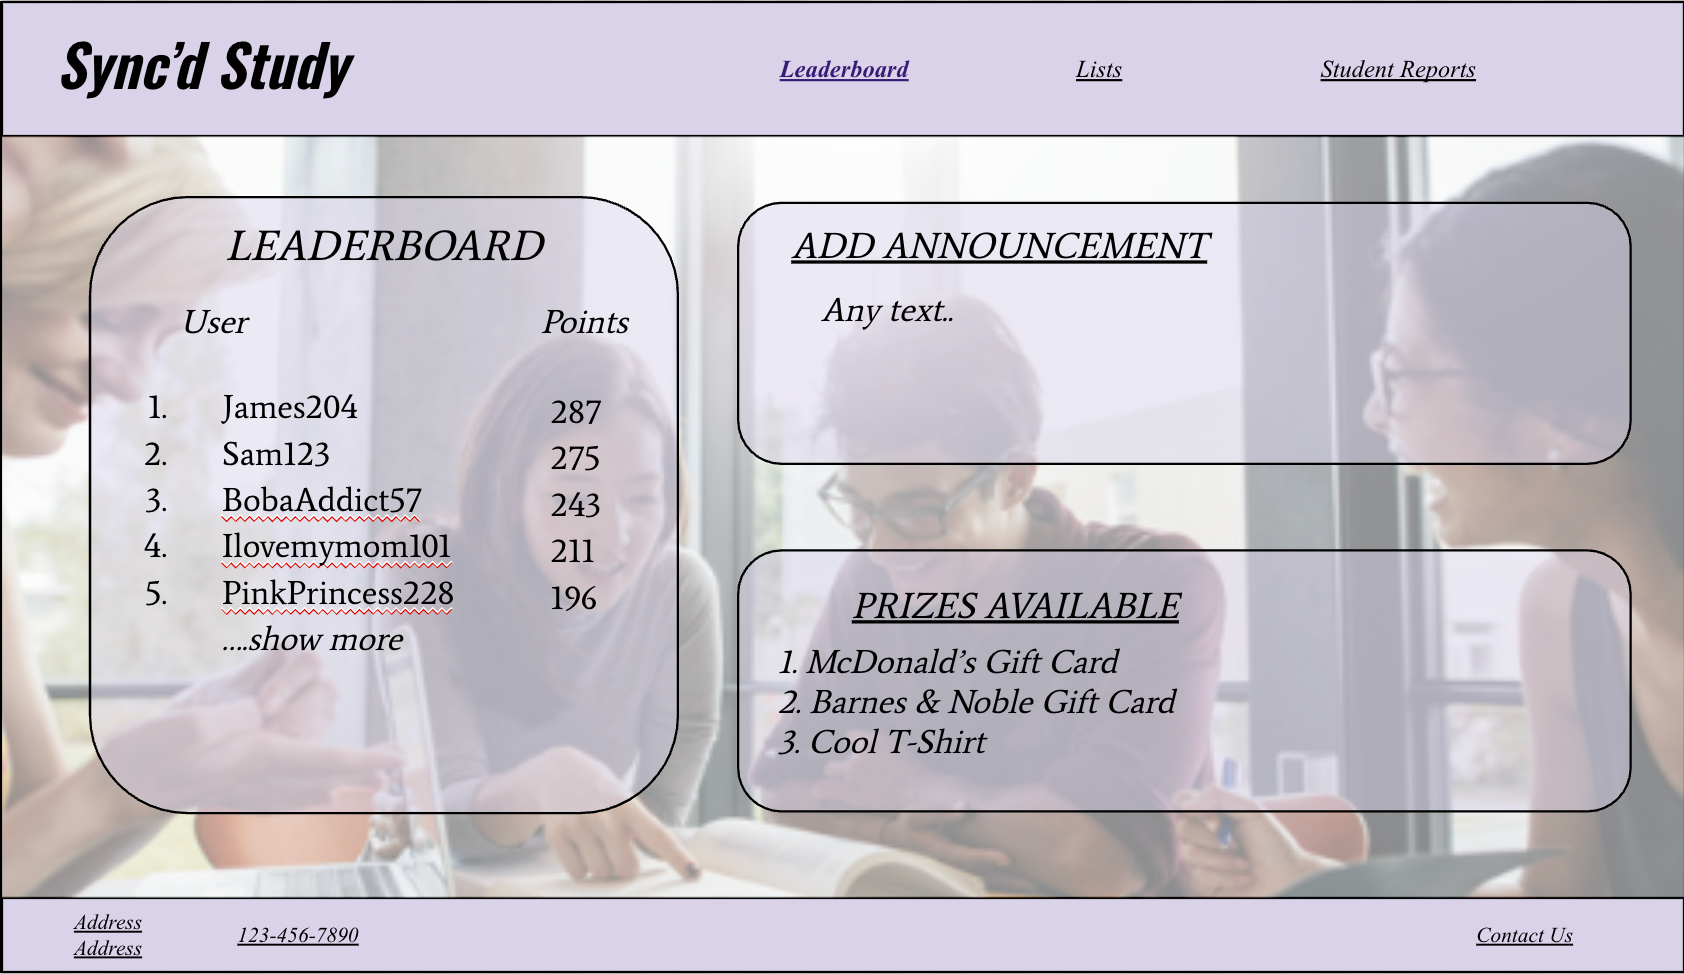 Sync’d Study
Leaderboard
Lists
Student Reports
LEADERBOARD
User Points
1. James204 287
2. Sam123 275
3. BobaAddict57 243
4. Ilovemymom101 211
5. PinkPrincess228 196
....show more
ADD ANNOUNCEMENT
Any text..
PRIZES AVAILABLE
1. McDonald’s Gift Card
2. Barnes & Noble Gift Card
3. Cool T-Shirt
Address
Address
123-456-7890
Contact Us